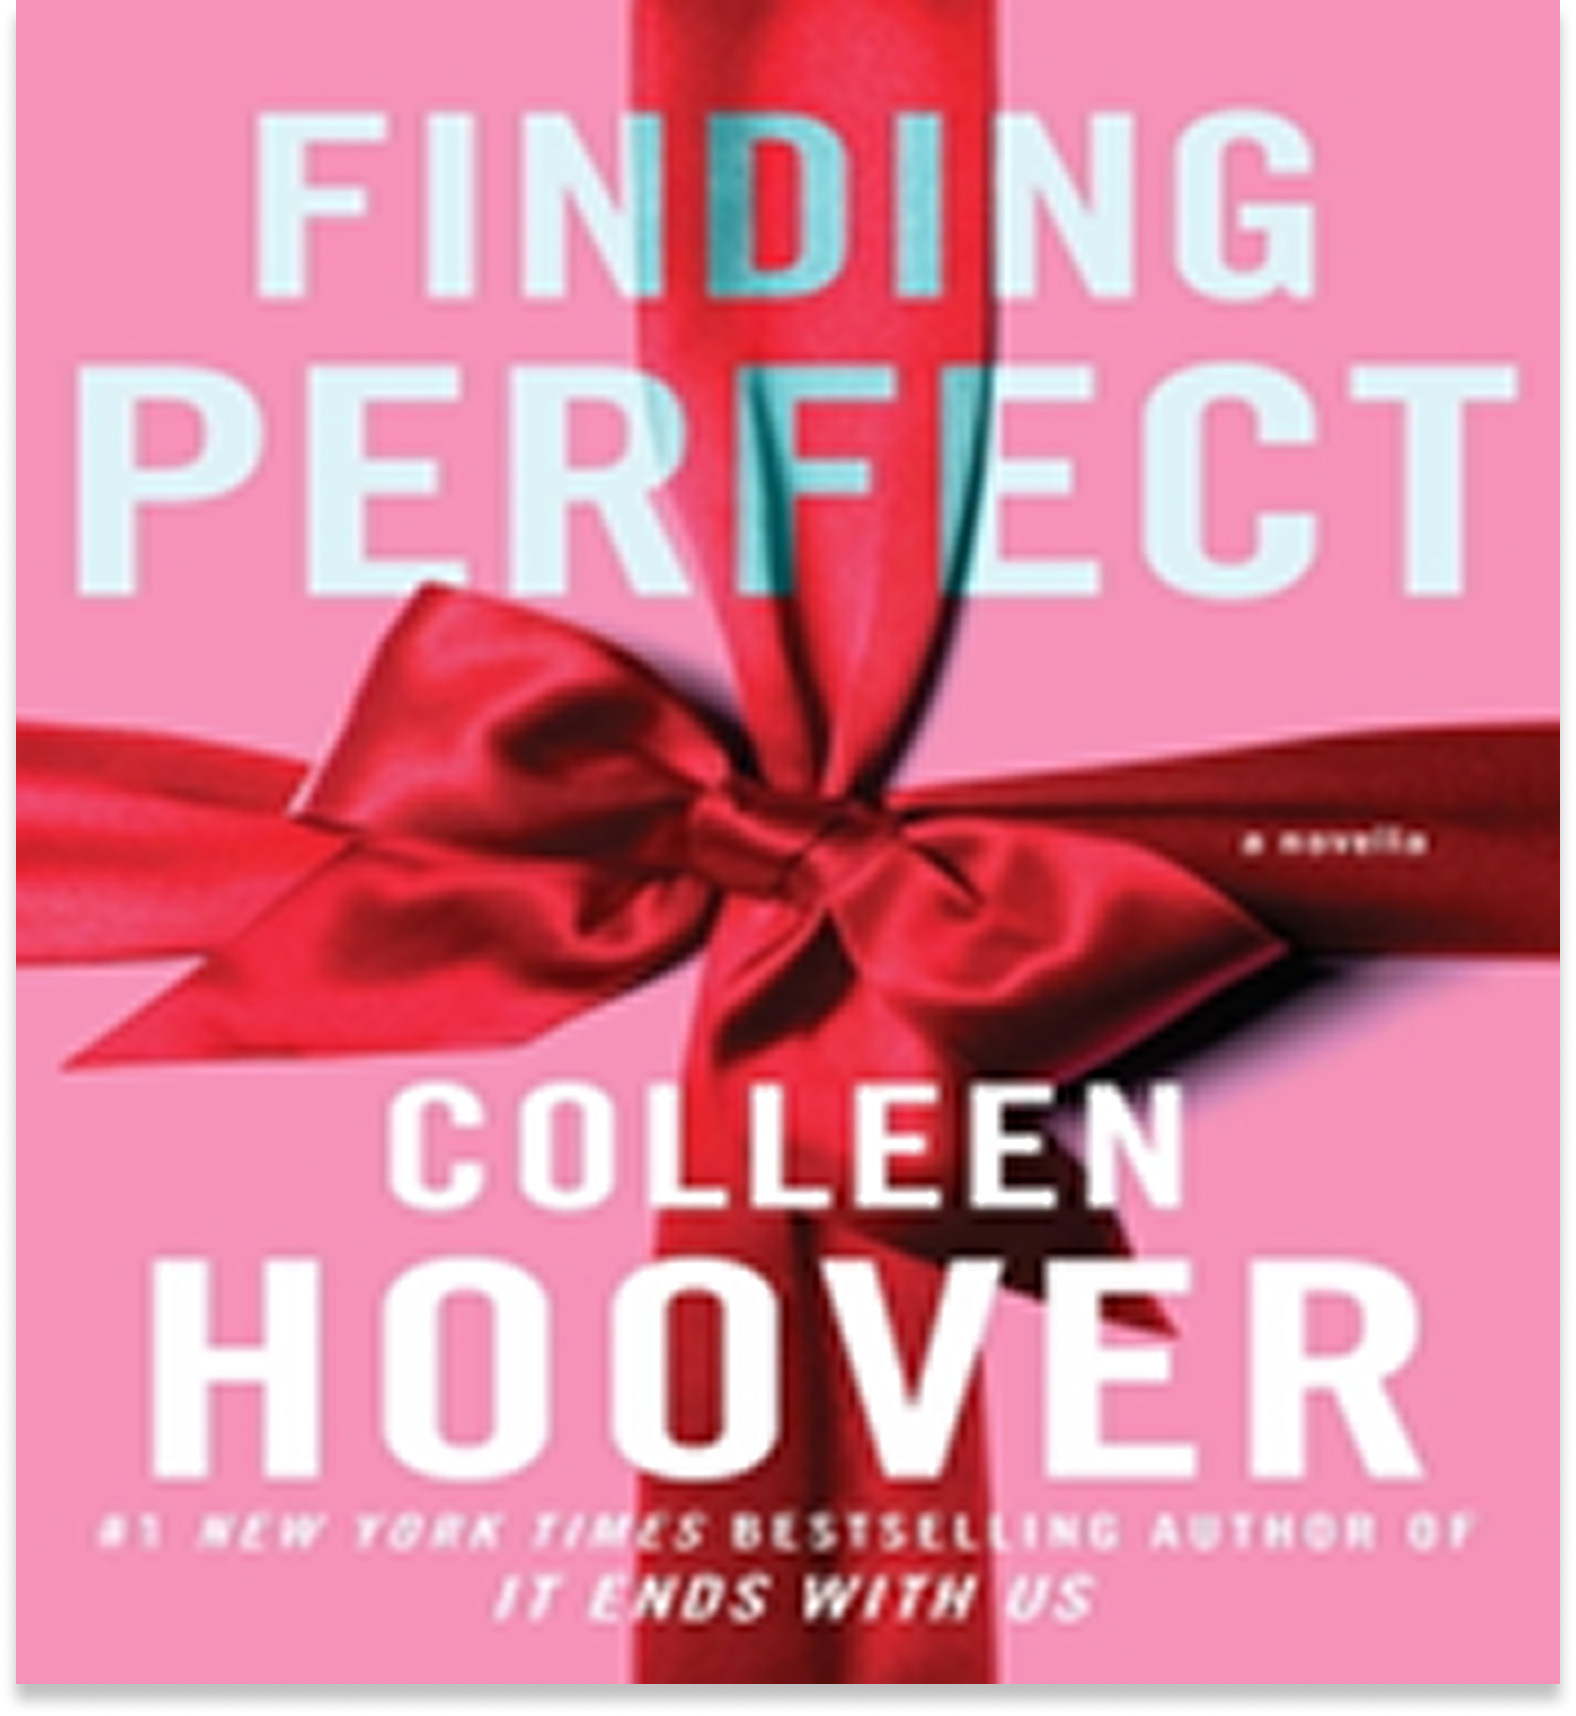 FINDING
PERFECT
a novella
COLLEEN
HOOVER
#1 NEW YORK TIMES BESTSELLING AUTHOR OF
IT ENDS WITH US